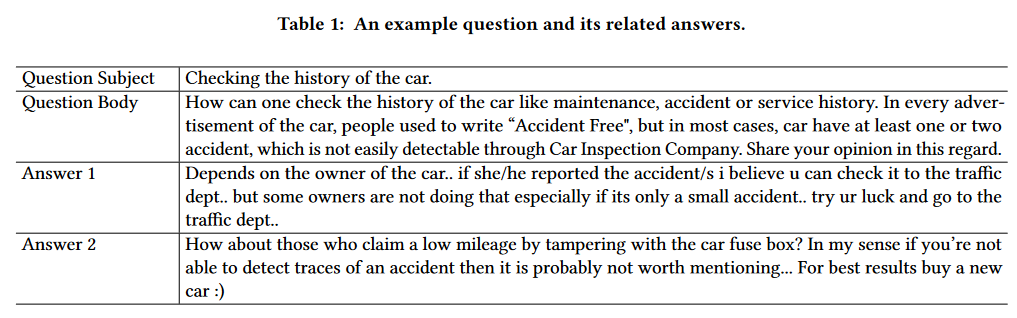 Table 1: An example question and its related answers.
Question Subject Checking the history of the car.
Question Body How can one check the history of the car like maintenance, accident or service history. In every adver-
tisement of the car, people used to write “Accident Free", but in most cases, car have at least one or two
accident, which is not easily detectable through Car Inspection Company. Share your opinion in this regard.
Answer 1 Depends on the owner of the car.. if she/he reported the accident/s i believe u can check it to the traffic
dept.. but some owners are not doing that especially if its only a small accident.. try ur luck and go to the
traffic dept..
Answer 2 How about those who claim a low mileage by tampering with the car fuse box? In my sense if you’re not
able to detect traces of an accident then it is probably not worth mentioning... For best results buy a new
car :)